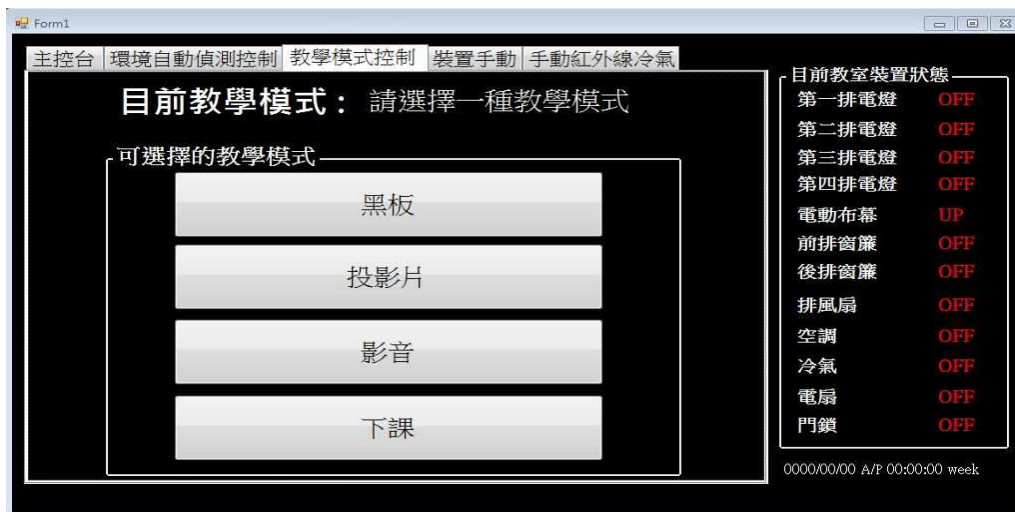 Form1
主控台 環境自動偵測控制 教學模式控制 裝置手動 手動紅外線冷氣
目前教學模式： 請選擇一種教學模式
可選擇的教學模式
黑板
投影片
影音
下課
目前教室裝置狀態
第一排電燈 OFF
第二排電燈 OFF
第三排電燈 OFF
第四排電燈 OFF
電動布幕 UP
前排窗簾 OFF
後排窗簾 OFF
排風扇 OFF
空調 OFF
冷氣 OFF
電扇 OFF
門鎖 OFF
0000/00/00 A/P 00:00:00 week